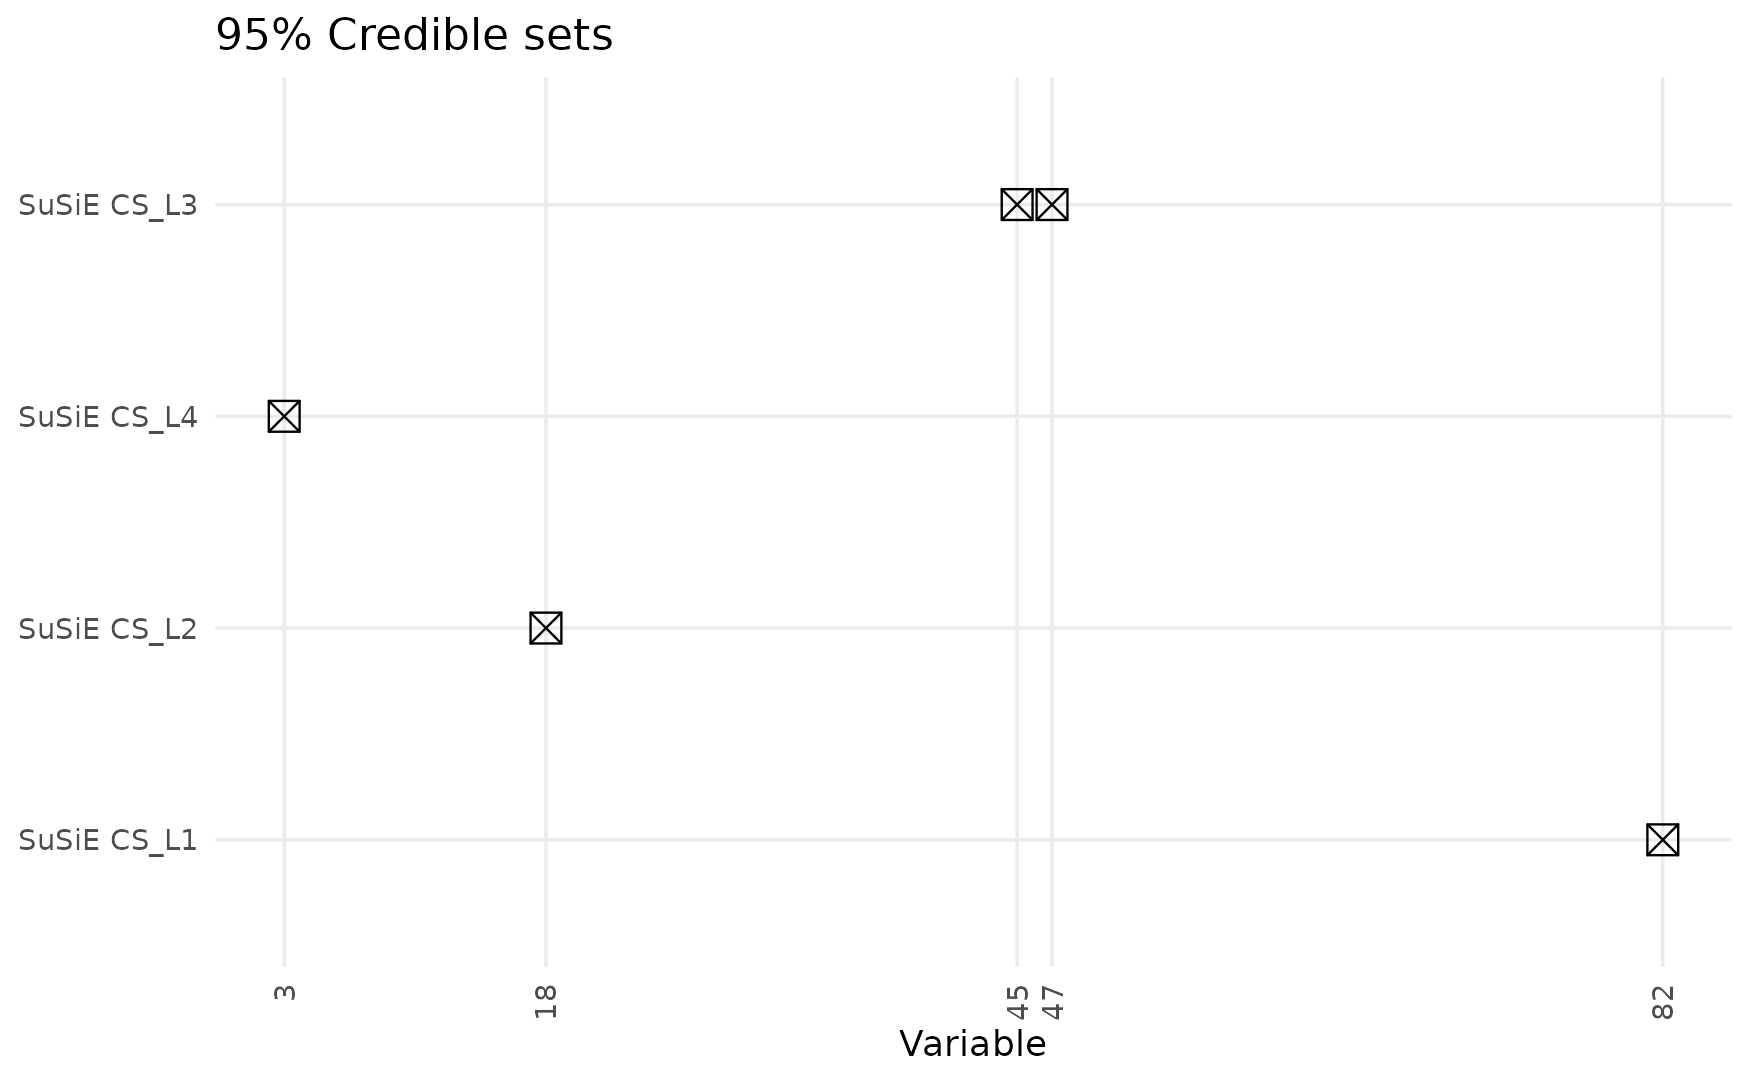 95% Credible sets
SuSiE CS_L3
SuSiE CS_L4
SuSiE CS_L2
SuSiE CS_L1
3 18 45 47 82
Variable